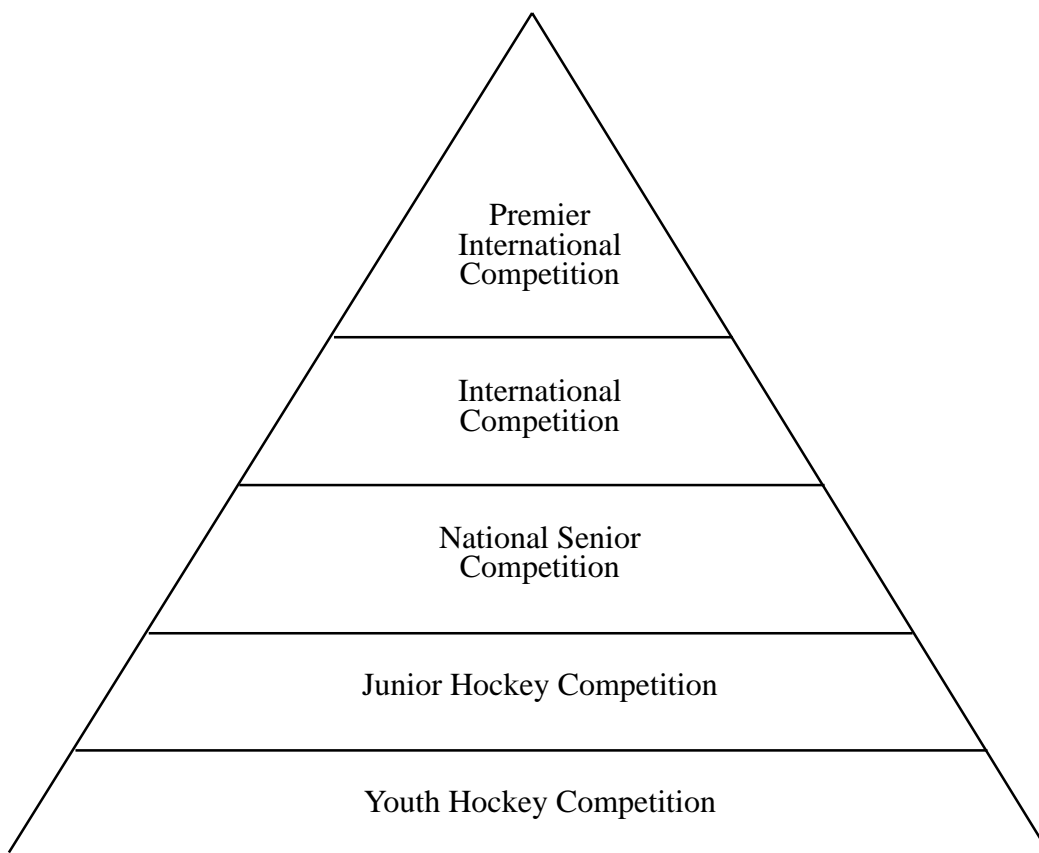 Premier
International
Competition
International
Competition
National Senior
Competition
Junior Hockey Competition
Youth Hockey Competition